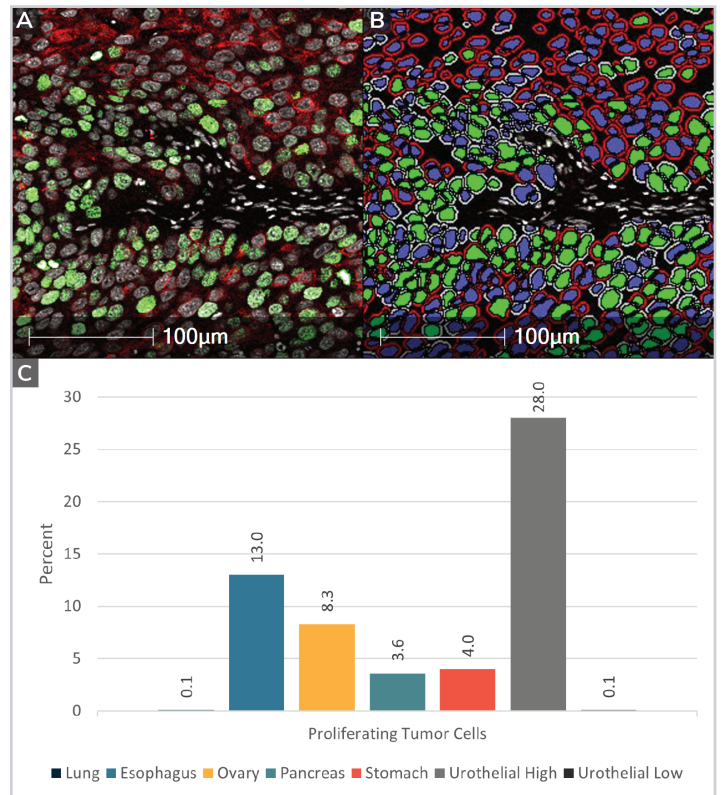 A
B
100μm
100μm
C
30
25
20
15
10
5
0
Percent
0.1
13.0
8.3
3.6
4.0
28.0
0.1
Proliferating Tumor Cells
Lung Esophagus Ovary Pancreas Stomach Urothelial High Urothelial Low